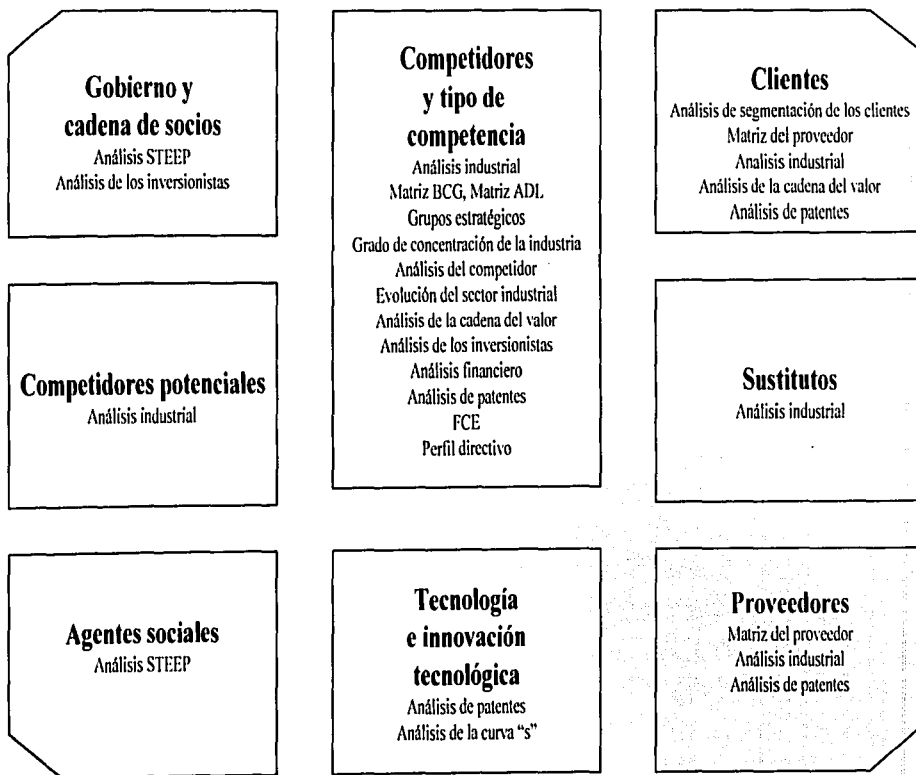 Gobierno y
cadena de socios
Análisis STEEP
Análisis de los inversionistas
Competidores
y tipo de
competencia
Análisis industrial
Matriz BCG, Matriz ADL
Grupos estratégicos
Grado de concentración de la industria
Análisis del competidor
Evolución del sector industrial
Análisis de la cadena del valor
Análisis de los inversionistas
Análisis financiero
Análisis de patentes
FCE
Perfil directivo
Clientes
Análisis de segmentación de los clientes
Matriz del proveedor
Analisis industrial
Análisis de la cadena del valor
Análisis de patentes
Competidores potenciales
Análisis industrial
Sustitutos
Análisis industrial
Agentes sociales
Análisis STEEP
Tecnología
e innovación
tecnológica
Análisis de patentes
Análisis de la curva “s”
Proveedores
Matriz del proveedor
Análisis industrial
Análisis de patentes